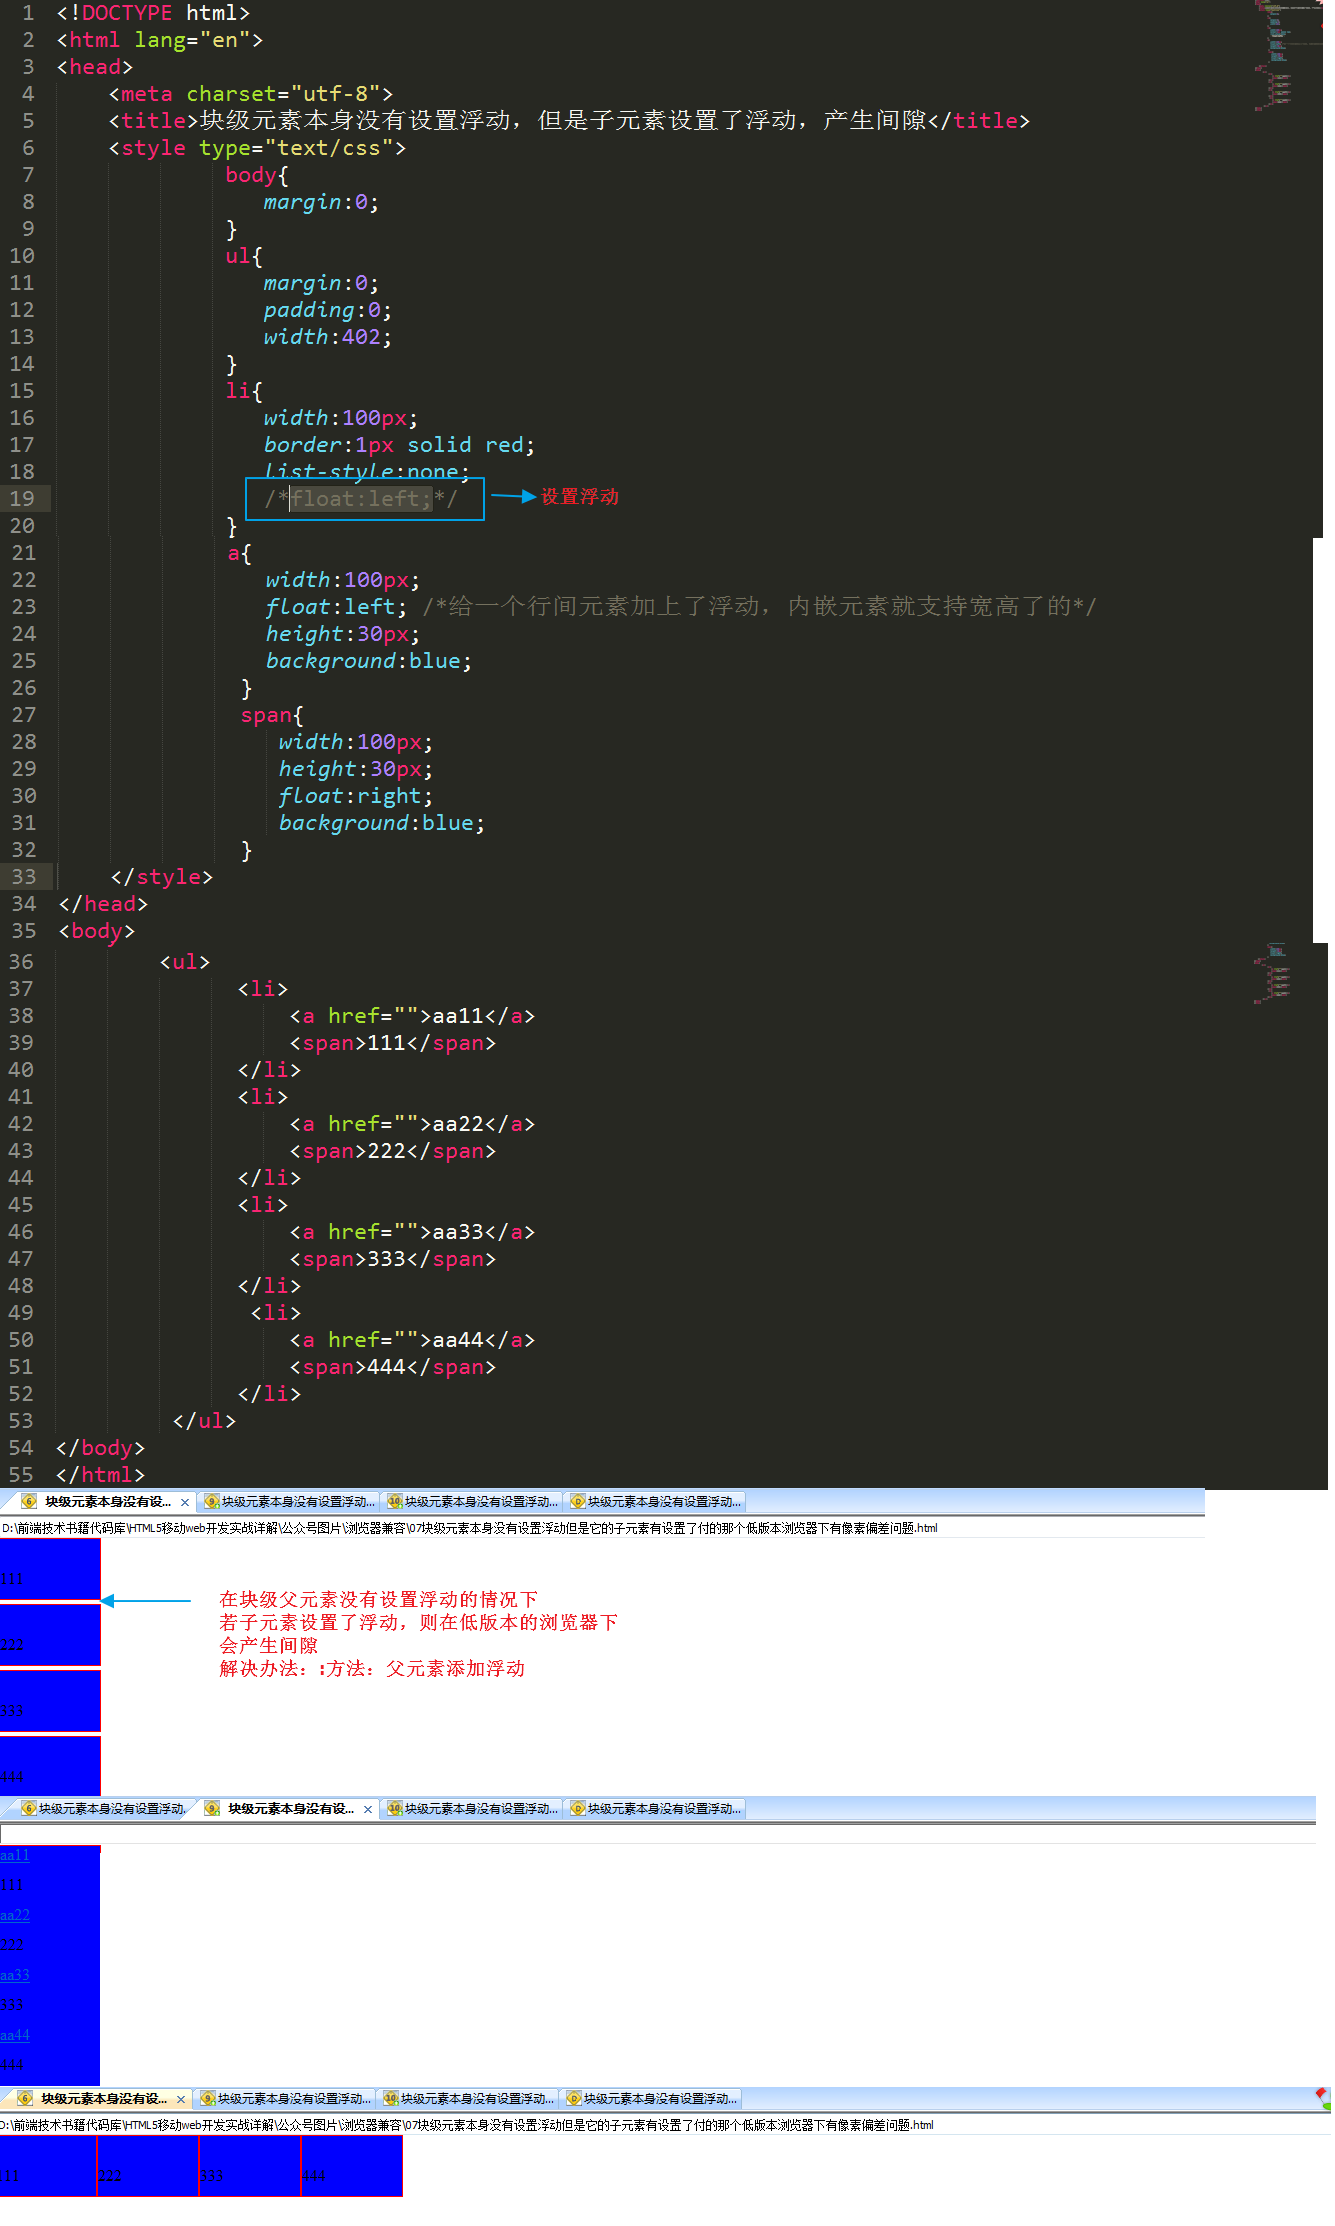 1 <!DOCTYPE html>
2 <html lang="en">
3 <head>
4 <meta charset="utf-8">
5 <title>块级元素本身没有设置浮动，但是子元素设置了浮动，产生间隙</title>
6 <style type="text/css">
7 body{
8 margin:0;
9 }
10 ul{
11 margin:0;
12 padding:0;
13 width:402;
14 }
15 li{
16 width:100px;
17 border:1px solid red;
18 list-style:none;
19 /*float:left;*/ 设置浮动
20 }
21 a{
22 width:100px;
23 float:left; /*给一个行间元素加上了浮动，内嵌元素就支持宽高了的*/
24 height:30px;
25 background:blue;
26 }
27 span{
28 width:100px;
29 height:30px;
30 float:right;
31 background:blue;
32 }
33 </style>
34 </head>
35 <body>
36 <ul>
37 <li>
38 <a href="">aa11</a>
39 <span>111</span>
40 </li>
41 <li>
42 <a href="">aa22</a>
43 <span>222</span>
44 </li>
45 <li>
46 <a href="">aa33</a>
47 <span>333</span>
48 </li>
49 <li>
50 <a href="">aa44</a>
51 <span>444</span>
52 </li>
53 </ul>
54 </body>
55 </html>
6 块级元素本身没有设... × 9 块级元素本身没有设置浮动... 10 块级元素本身没有设置浮动... D 块级元素本身没有设置浮动...
D:\前端技术书籍代码库\HTML5移动web开发实战详解\公众号图片\浏览器兼容\07块级元素本身没有设置浮动但是它的子元素有设置了付的那个低版本浏览器下有像素偏差问题.html
111
在块级父元素没有设置浮动的情况下
若子元素设置了浮动，则在低版本的浏览器下
222
会产生间隙
解决办法：:方法：父元素添加浮动
333
444
6 块级元素本身没有设置浮动. 9 块级元素本身没有设... × 10 块级元素本身没有设置浮动... D 块级元素本身没有设置浮动...
aa11
111
aa22
222
aa33
333
aa44
444
6 块级元素本身没有设... × 9 块级元素本身没有设置浮动... 10 块级元素本身没有设置浮动... D 块级元素本身没有设置浮动...
D:\前端技术书籍代码库\HTML5移动web开发实战详解\公众号图片\浏览器兼容\07块级元素本身没有设置浮动但是它的子元素有设置了付的那个低版本浏览器下有像素偏差问题.html
111 222 333 444